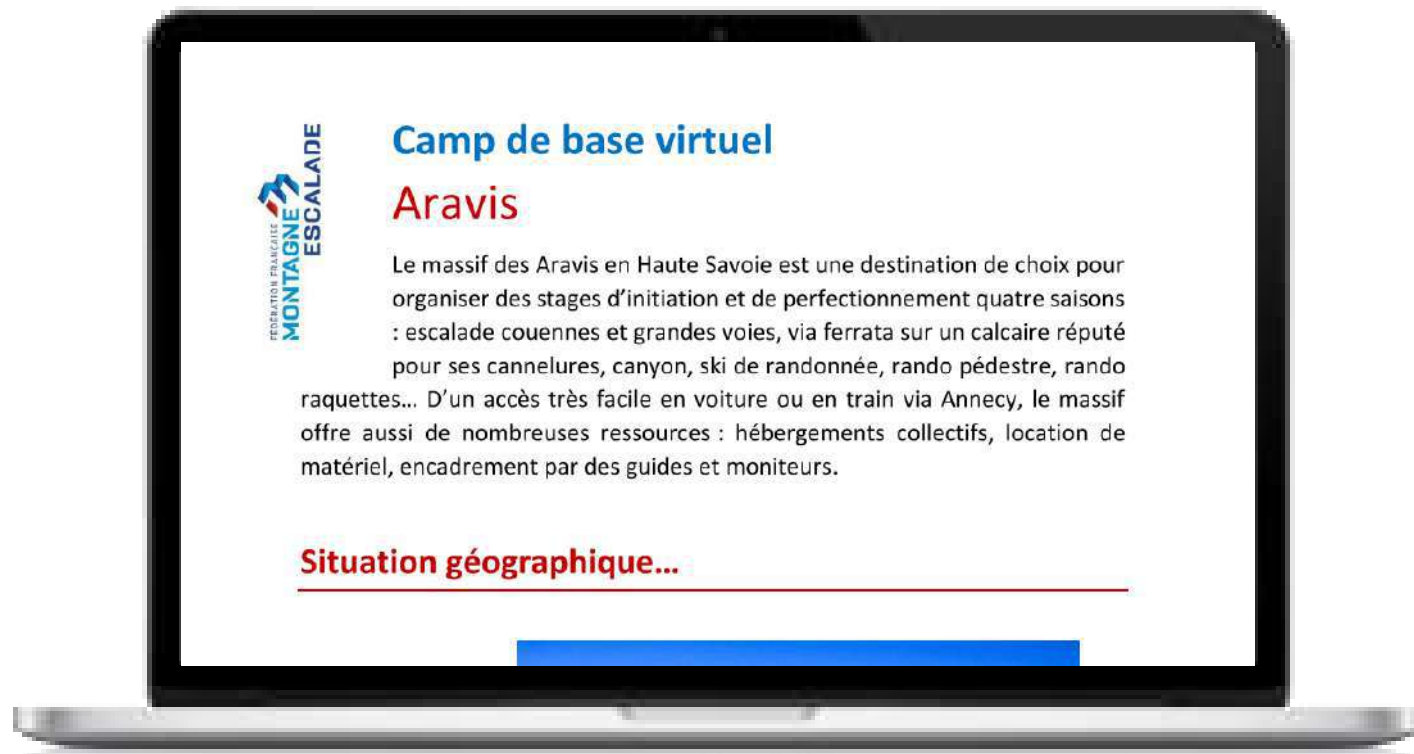 Camp de base virtuel
Aravis
FÉDÉRATION FRANÇAISE
MONTAGNE
ESCALADE
Le massif des Aravis en Haute Savoie est une destination de choix pour
organiser des stages d’initiation et de perfectionnement quatre saisons
: escalade couennes et grandes voies, via ferrata sur un calcaire réputé
pour ses cannelures, canyon, ski de randonnée, rando pédestre, rando
raquettes... D’un accès très facile en voiture ou en train via Annecy, le massif
offre aussi de nombreuses ressources : hébergements collectifs, location de
matériel, encadrement par des guides et moniteurs.
Situation géographique...